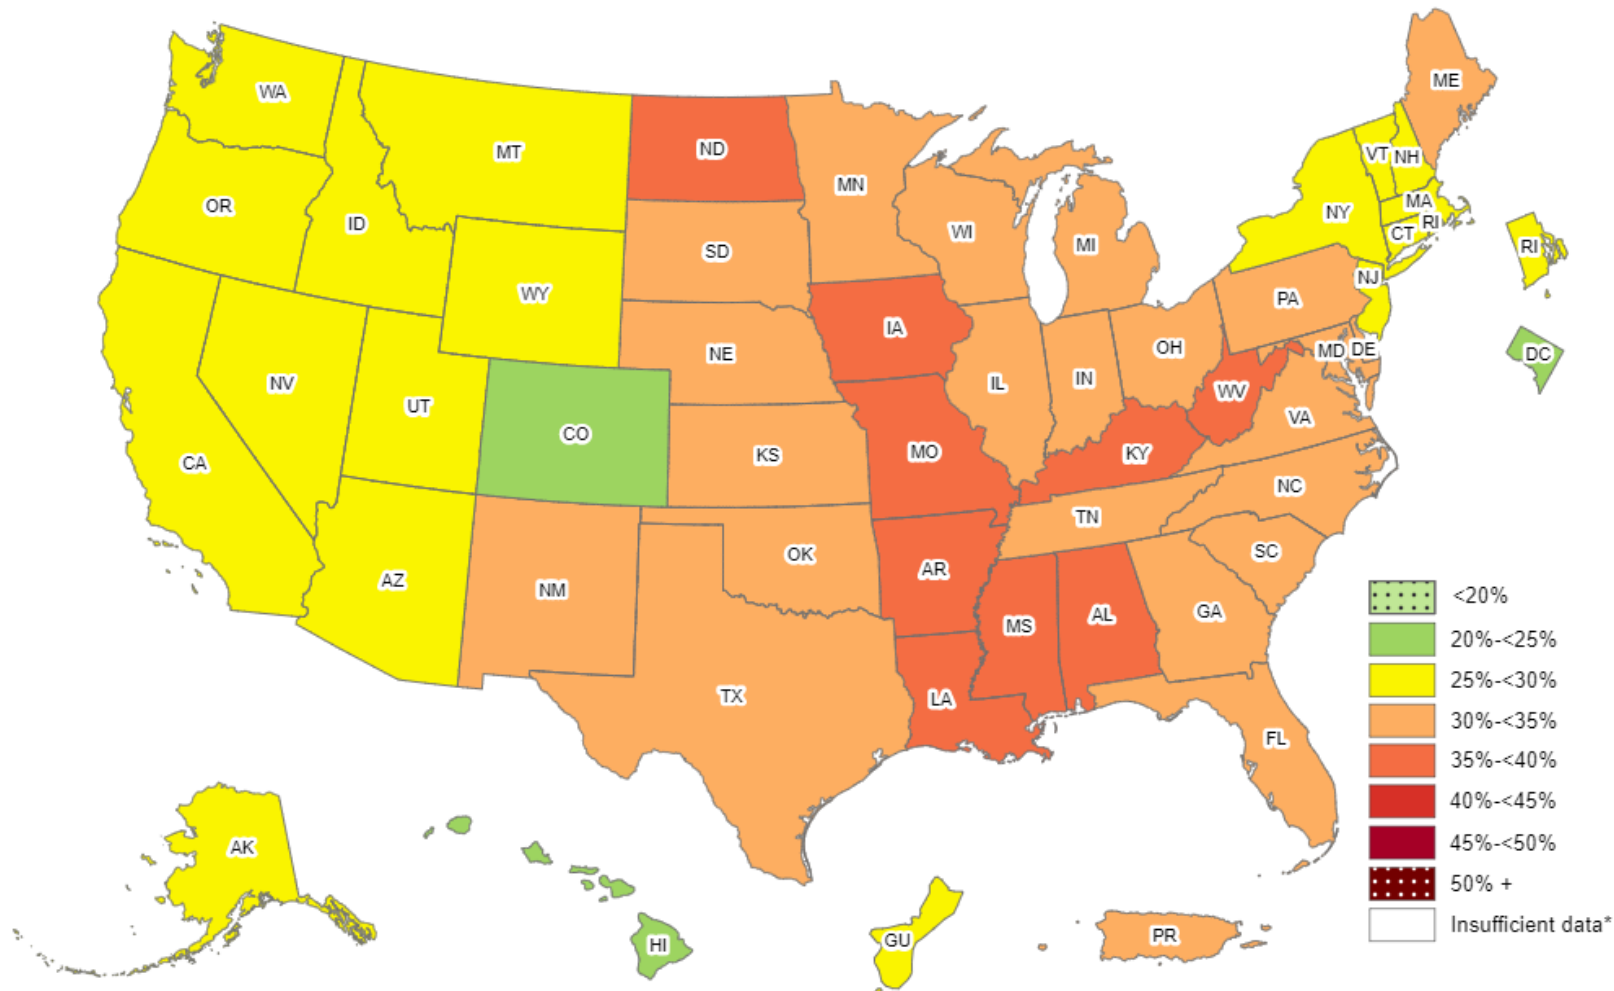 WA
MT
ND
MN
ME
OR
ID
SD
WI
MI
VT
NH
NY
MA
RI
CT
RI
WY
NE
IA
PA
NJ
NV
UT
CO
KS
IL
IN
OH
MD
DE
DC
CA
MO
KY
WV
VA
AZ
NM
OK
AR
TN
NC
SC
TX
LA
MS
AL
GA
FL
AK
HI
GU
PR
<20%
20%-<25%
25%-<30%
30%-<35%
35%-<40%
40%-<45%
45%-<50%
50% +
Insufficient data*